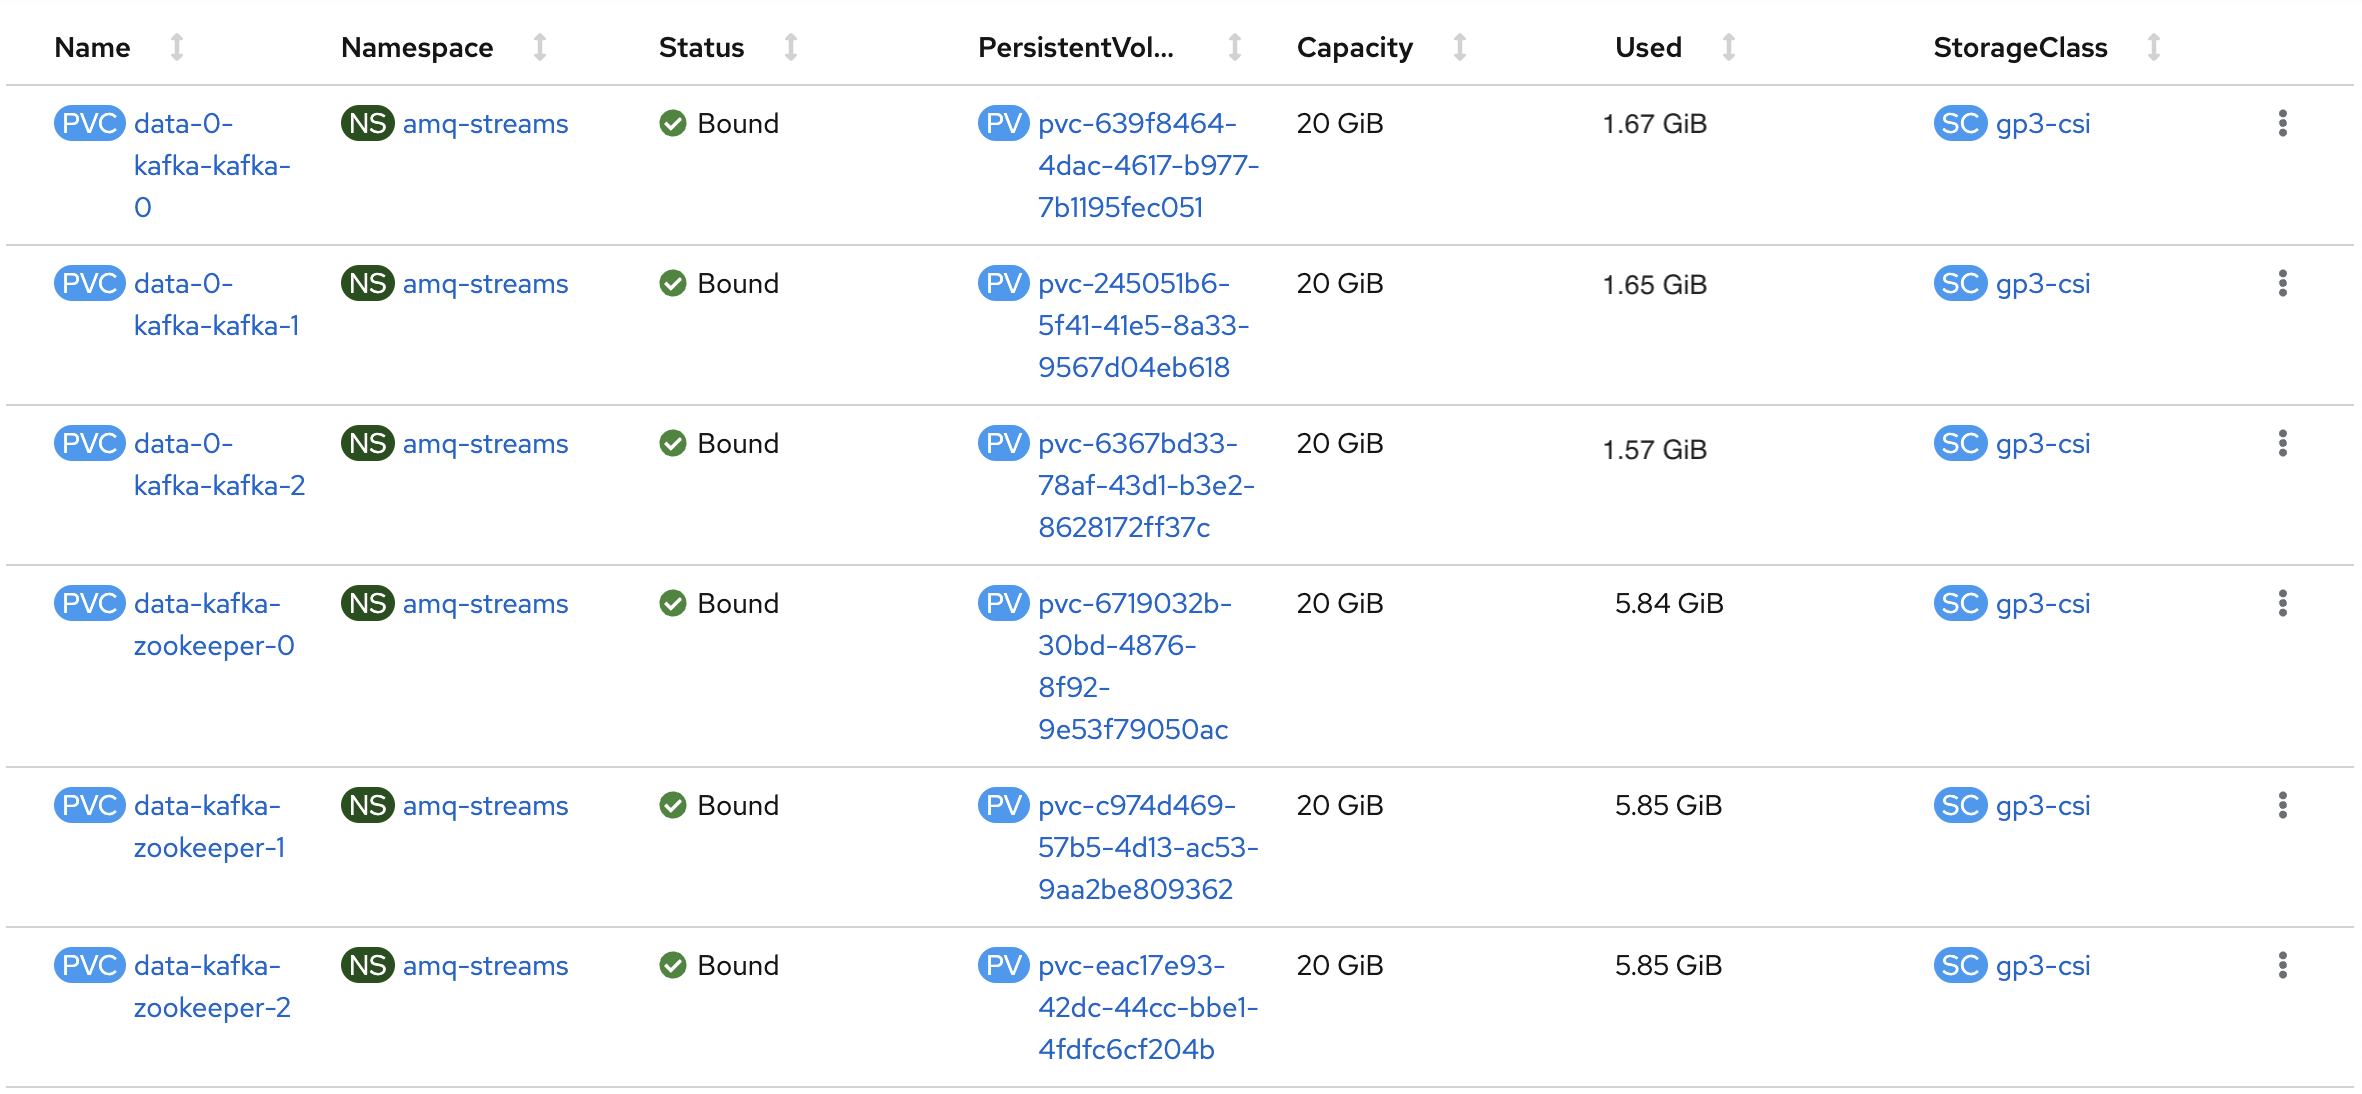 Name Namespace Status PersistentVol... Capacity Used StorageClass
PVC data-0- NS amq-streams Bound PV pvc-639f8464- 20 GiB 1.67 GiB SC gp3-csi
kafka-kafka- 4dac-4617-b977-
0 7b1195fec051
PVC data-0- NS amq-streams Bound PV pvc-245051b6- 20 GiB 1.65 GiB SC gp3-csi
kafka-kafka-1 5f41-41e5-8a33-
9567d04eb618
PVC data-0- NS amq-streams Bound PV pvc-6367bd33- 20 GiB 1.57 GiB SC gp3-csi
kafka-kafka-2 78af-43d1-b3e2-
8628172ff37c
PVC data-kafka- NS amq-streams Bound PV pvc-6719032b- 20 GiB 5.84 GiB SC gp3-csi
zookeeper-0 30bd-4876-
8f92-
9e53f79050ac
PVC data-kafka- NS amq-streams Bound PV pvc-c974d469- 20 GiB 5.85 GiB SC gp3-csi
zookeeper-1 57b5-4d13-ac53-
9aa2be809362
PVC data-kafka- NS amq-streams Bound PV pvc-eac17e93- 20 GiB 5.85 GiB SC gp3-csi
zookeeper-2 42dc-44cc-bbe1-
4fdfc6cf204b